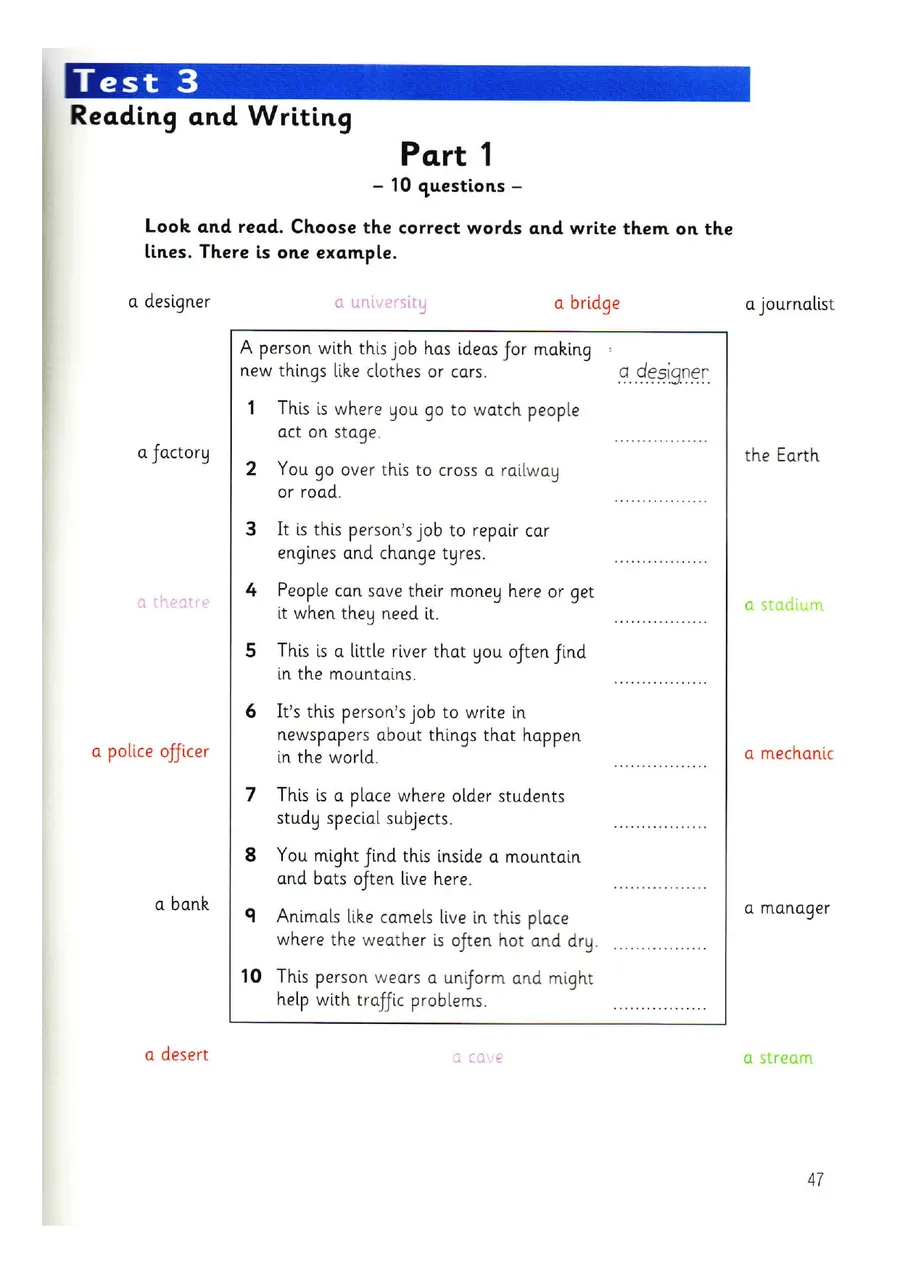 Test 3
Reading and Writing
Part 1
– 10 questions –
Look and read. Choose the correct words and write them on the
lines. There is one example.
a designer a university a bridge a journalist
A person with this job has ideas for making
new things like clothes or cars. a designer
1 This is where you go to watch people
act on stage. ................
a factory
the Earth
2 You go over this to cross a railway
or road. ................
3 It is this person's job to repair car
engines and change tyres. ................
a theatre
a stadium
4 People can save their money here or get
it when they need it. ................
5 This is a little river that you often find
in the mountains. ................
6 It's this person's job to write in
newspapers about things that happen
in the world. ................
a police officer
a mechanic
7 This is a place where older students
study special subjects. ................
8 You might find this inside a mountain
and bats often live here. ................
a bank
a manager
9 Animals like camels live in this place
where the weather is often hot and dry. ................
10 This person wears a uniform and might
help with traffic problems. ................
a desert a cave a stream
47